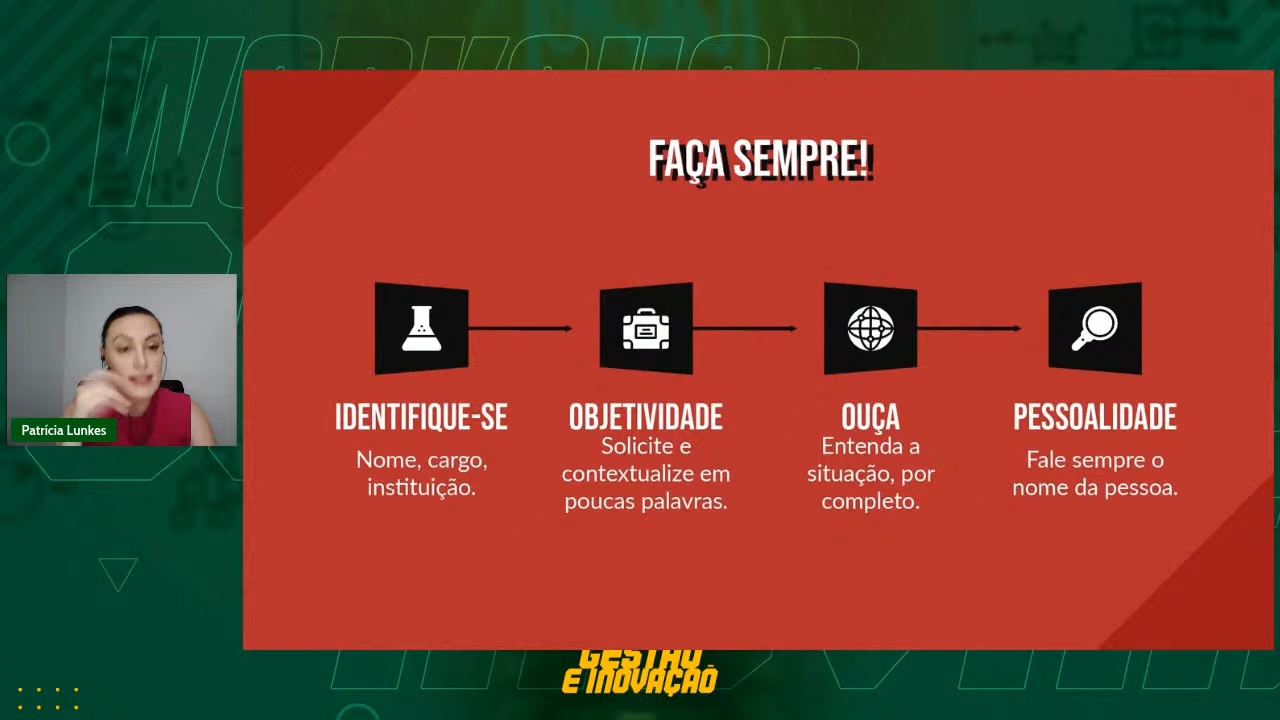 WORKSHOP
FAÇA SEMPRE!
IDENTIFIQUE-SE
Nome, cargo,
instituição.
OBJETIVIDADE
Solicite e
contextualize em
poucas palavras.
OUÇA
Entenda a
situação, por
completo.
PESSOALIDADE
Fale sempre o
nome da pessoa.
Patrícia Lunkes
GESTÃO
E INOVAÇÃO